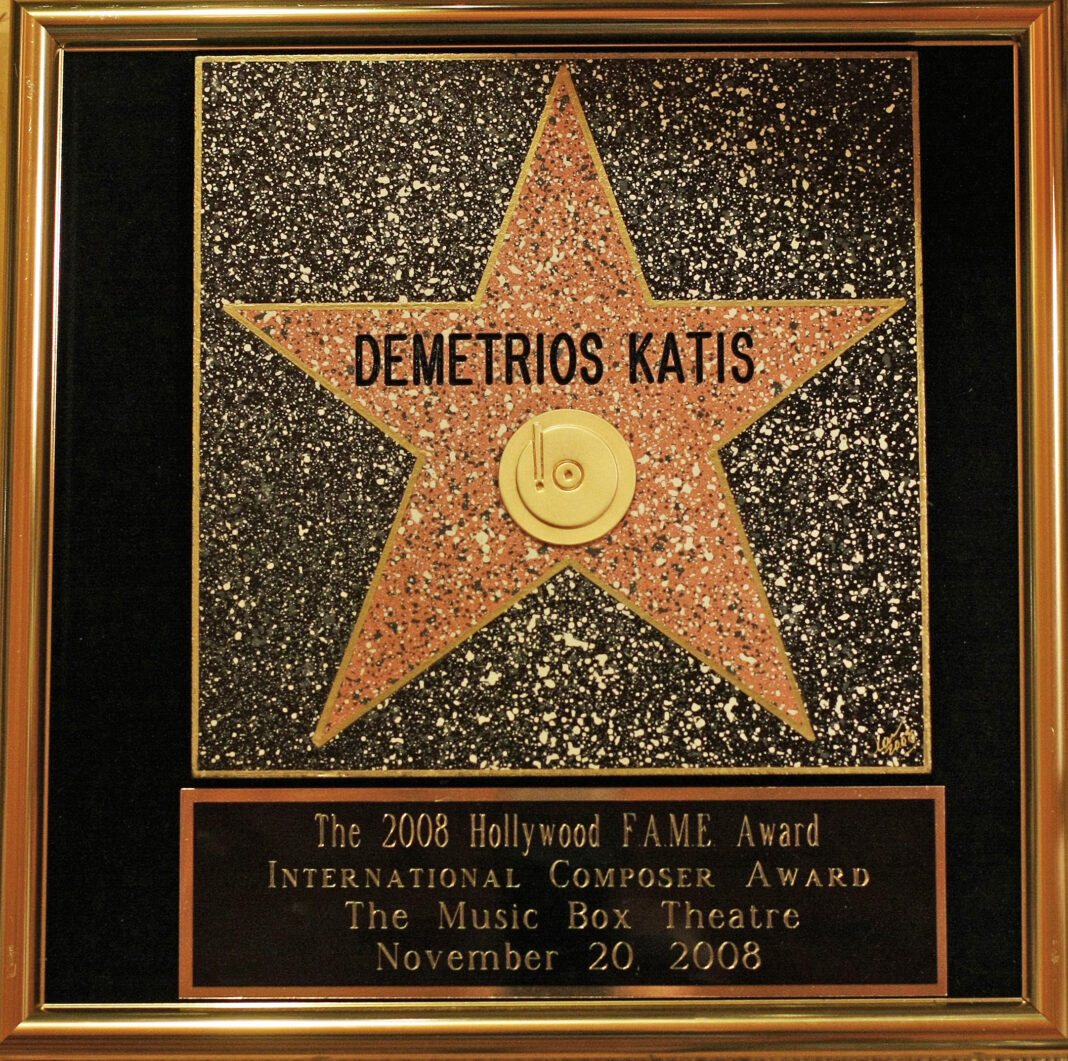 DEMETRIOS KATIS
The 2008 Hollywood F.A.M.E. Award
INTERNATIONAL COMPOSER AWARD
The Music Box Theatre
November 20 2008